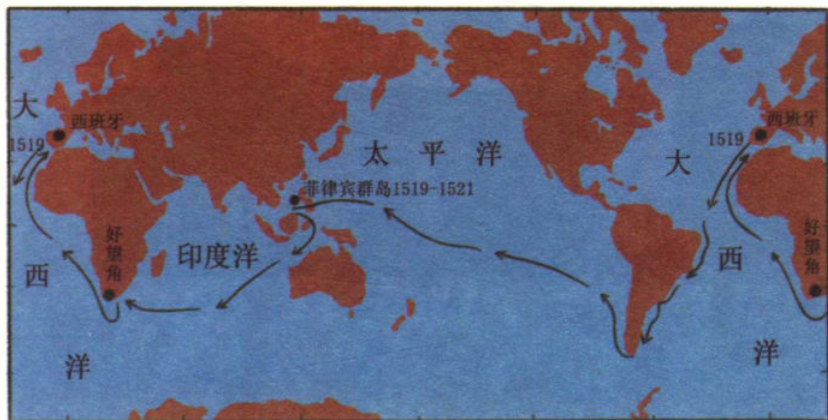 大
西班牙
1519
西
洋
好望角
印度洋
太平洋
菲律宾群岛1519-1521
大
西
洋
西班牙
1519
好望角